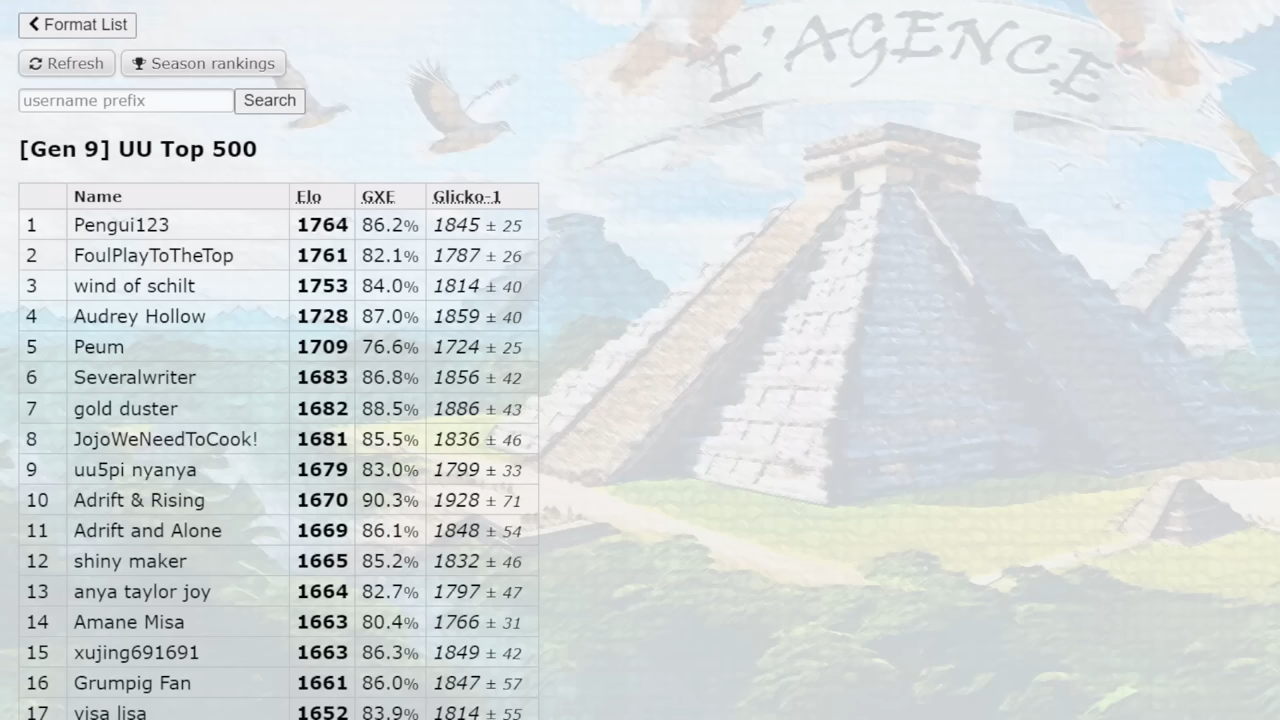 Format List
Refresh Season rankings
username prefix Search
L'AGENCE
[Gen 9] UU Top 500
Name Elo GXE Glicko-1
1 Pengui123 1764 86.2% 1845 ± 25
2 FoulPlayToTheTop 1761 82.1% 1787 ± 26
3 wind of schilt 1753 84.0% 1814 ± 40
4 Audrey Hollow 1728 87.0% 1859 ± 40
5 Peum 1709 76.6% 1724 ± 25
6 Severalwriter 1683 86.8% 1856 ± 42
7 gold duster 1682 88.5% 1886 ± 43
8 JojoWeNeedToCook! 1681 85.5% 1836 ± 46
9 uu5pi nyanya 1679 83.0% 1799 ± 33
10 Adrift & Rising 1670 90.3% 1928 ± 71
11 Adrift and Alone 1669 86.1% 1848 ± 54
12 shiny maker 1665 85.2% 1832 ± 46
13 anya taylor joy 1664 82.7% 1797 ± 47
14 Amane Misa 1663 80.4% 1766 ± 31
15 xujing691691 1663 86.3% 1849 ± 42
16 Grumpig Fan 1661 86.0% 1847 ± 57
17 visa lisa 1652 83.9% 1814 ± 55